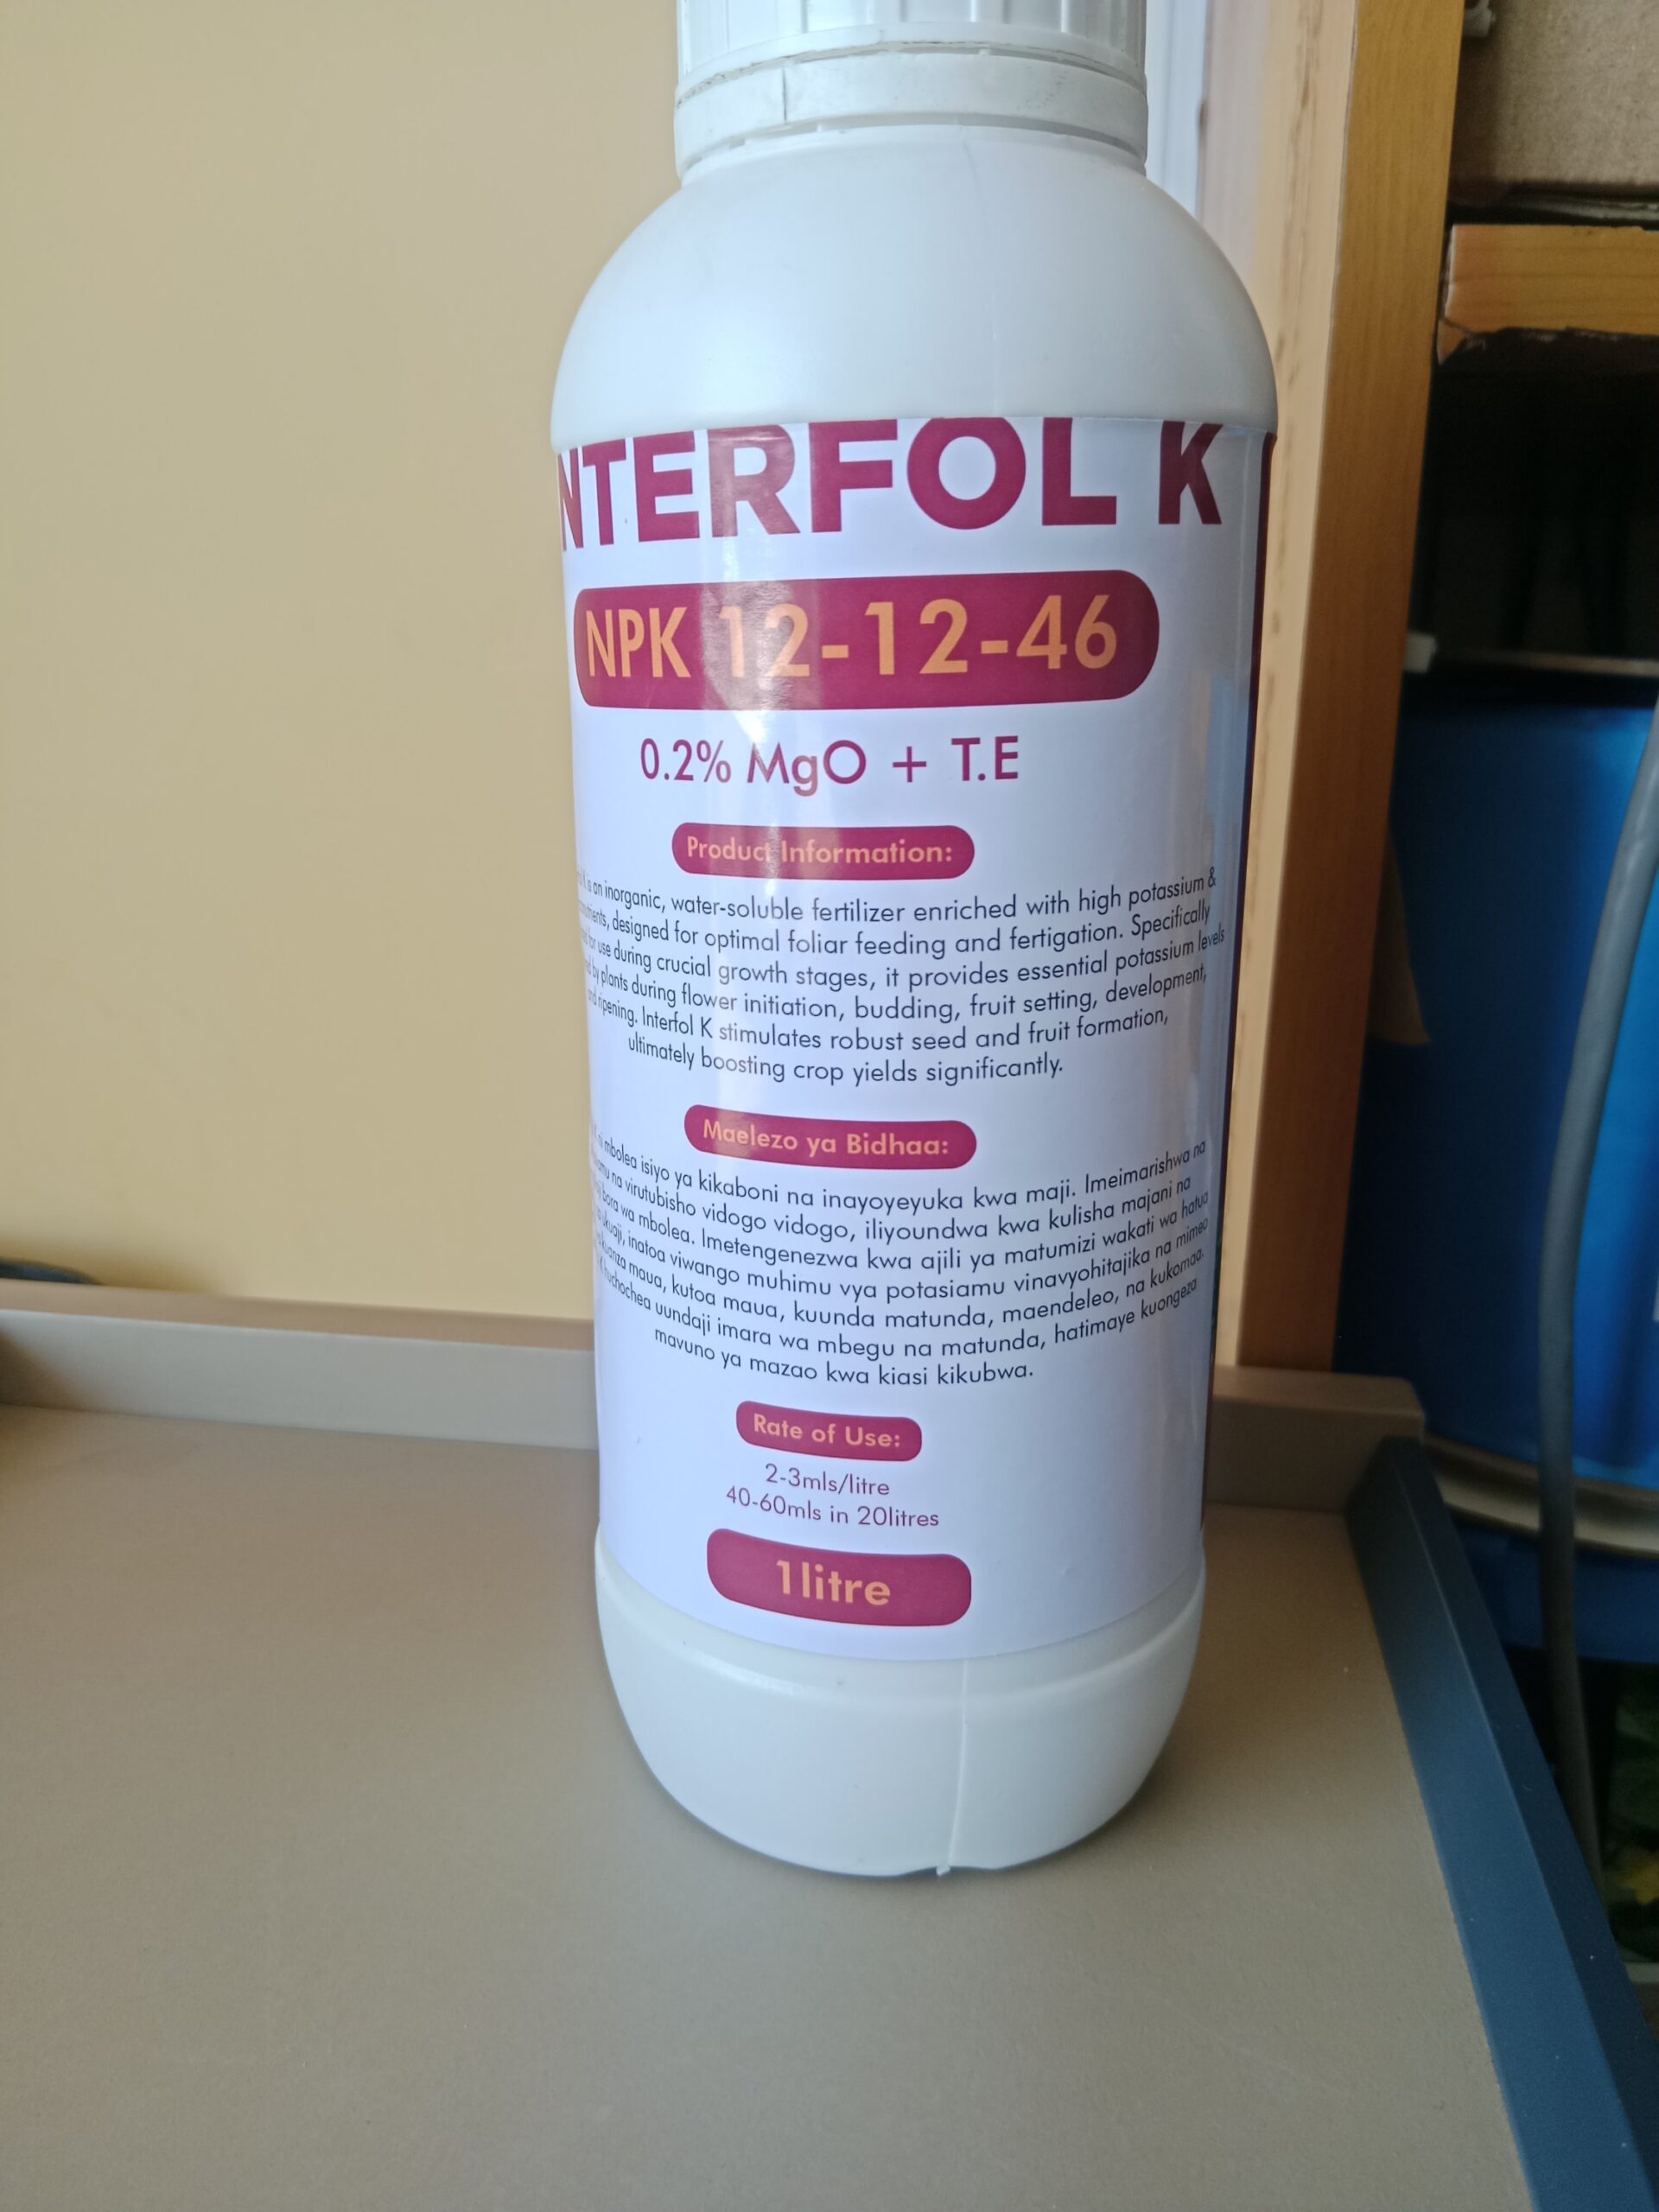 NTERFOL K
NPK 12-12-46
0.2% MgO + T.E
Product Information:
K is an inorganic, water-soluble fertilizer enriched with high potassium &
designed for optimal foliar feeding and fertigation. Specifically
for use during crucial growth stages, it provides essential potassium levels
by plants during flower initiation, budding, fruit setting, development,
and ripening. Interfol K stimulates robust seed and fruit formation,
ultimately boosting crop yields significantly.
Maelezo ya Bidhaa:
mbolea isiyo ya kikaboni na inayoyeyuka kwa maji. Imeimarishwa na
na virutubisho vidogo vidogo, iliyoundwa kwa kulisha majani na
bora wa mbolea. Imetengenezwa kwa ajili ya matumizi wakati wa hatua
ukuaji, inatoa viwango muhimu vya potasiamu vinavyohitajika na mimea
kuanza maua, kutoa maua, kuunda matunda, maendeleo, na kukomaa.
huchochea uundaji imara wa mbegu na matunda, hatimaye kuongeza
mavuno ya mazao kwa kiasi kikubwa.
Rate of Use:
2-3mls/litre
40-60mls in 20litres
1litre